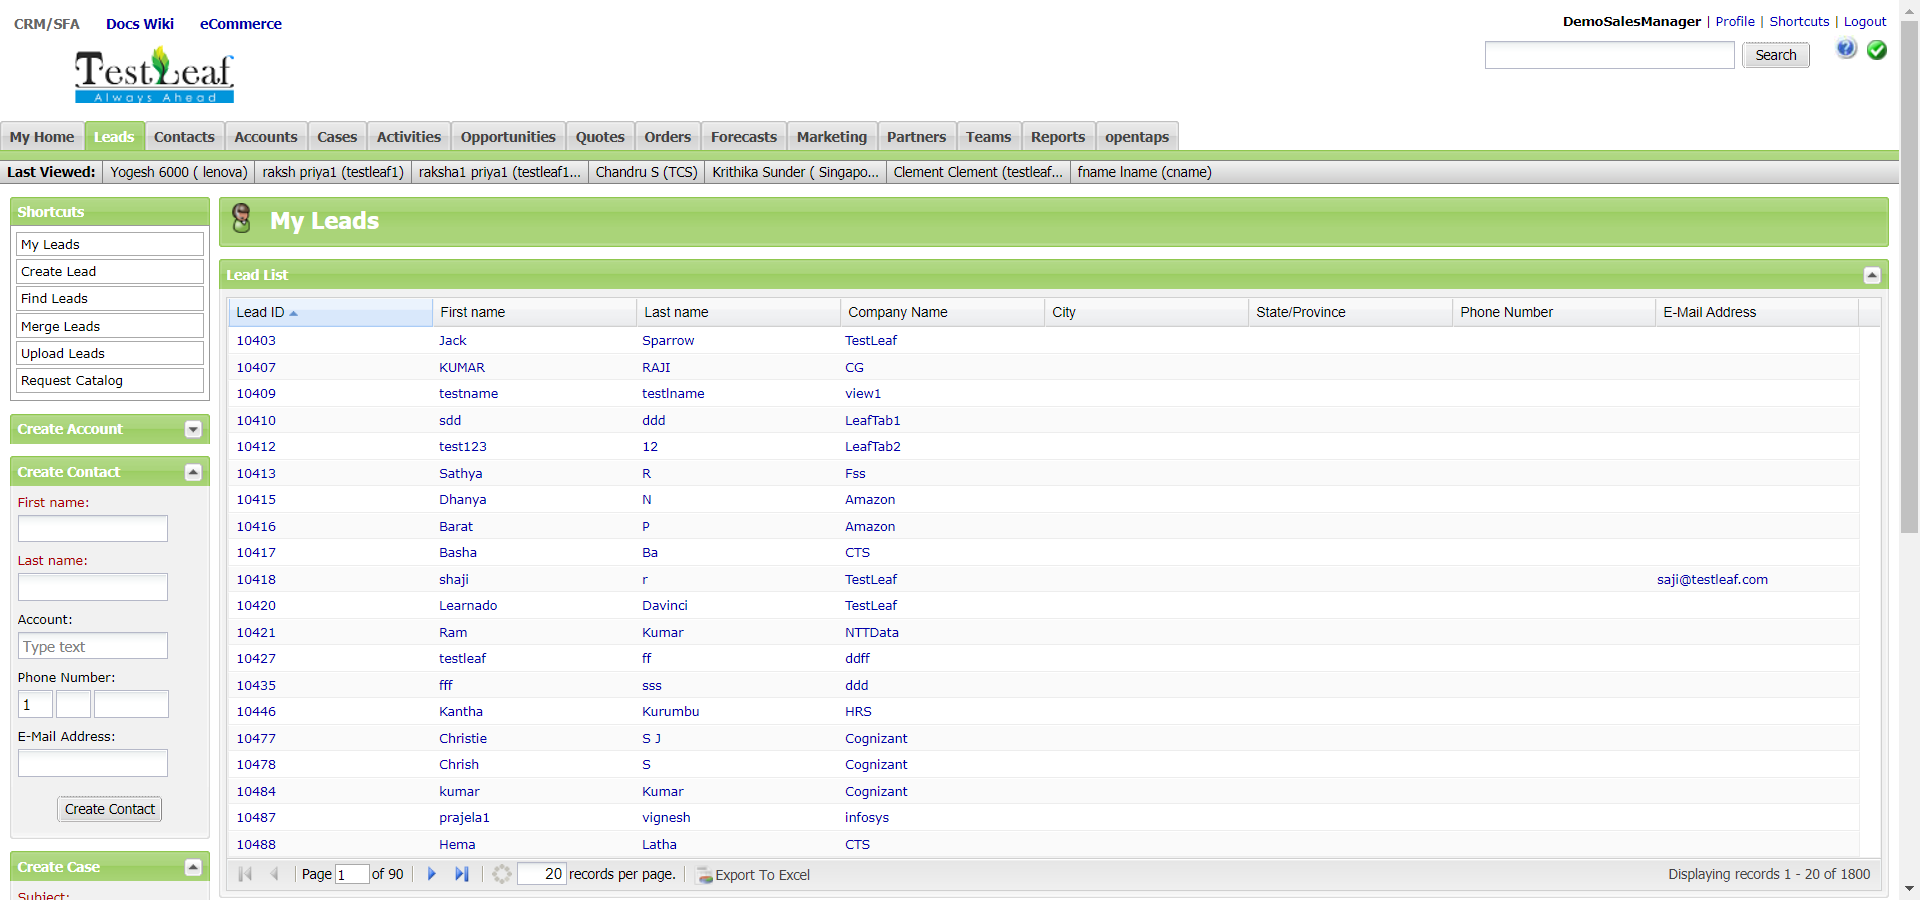 CRM/SFA Docs Wiki eCommerce
DemoSalesManager | Profile | Shortcuts | Logout
Search
TestLeaf
Always Ahead
My Home Leads Contacts Accounts Cases Activities Opportunities Quotes Orders Forecasts Marketing Partners Teams Reports opentaps
Last Viewed: Yogesh 6000 ( lenova) raksh priya1 (testleaf1) raksha1 priya1 (testleaf1... Chandru S (TCS) Krithika Sunder ( Singapo... Clement Clement (testleaf... fname lname (cname)
Shortcuts
My Leads
Create Lead
Find Leads
Merge Leads
Upload Leads
Request Catalog
Create Account
Create Contact
First name:
Last name:
Account:
Type text
Phone Number:
1
E-Mail Address:
Create Contact
Create Case
Subject:
My Leads
Lead List
Lead ID First name Last name Company Name City State/Province Phone Number E-Mail Address
10403 Jack Sparrow TestLeaf
10407 KUMAR RAJI CG
10409 testname testlname view1
10410 sdd ddd LeafTab1
10412 test123 12 LeafTab2
10413 Sathya R Fss
10415 Dhanya N Amazon
10416 Barat P Amazon
10417 Basha Ba CTS
10418 shaji r TestLeaf saji@testleaf.com
10420 Learnado Davinci TestLeaf
10421 Ram Kumar NTTData
10427 testleaf ff ddff
10435 fff sss ddd
10446 Kantha Kurumbu HRS
10477 Christie S J Cognizant
10478 Chrish S Cognizant
10484 kumar Kumar Cognizant
10487 prajela1 vignesh infosys
10488 Hema Latha CTS
Page 1 of 90 20 records per page. Export To Excel Displaying records 1 - 20 of 1800